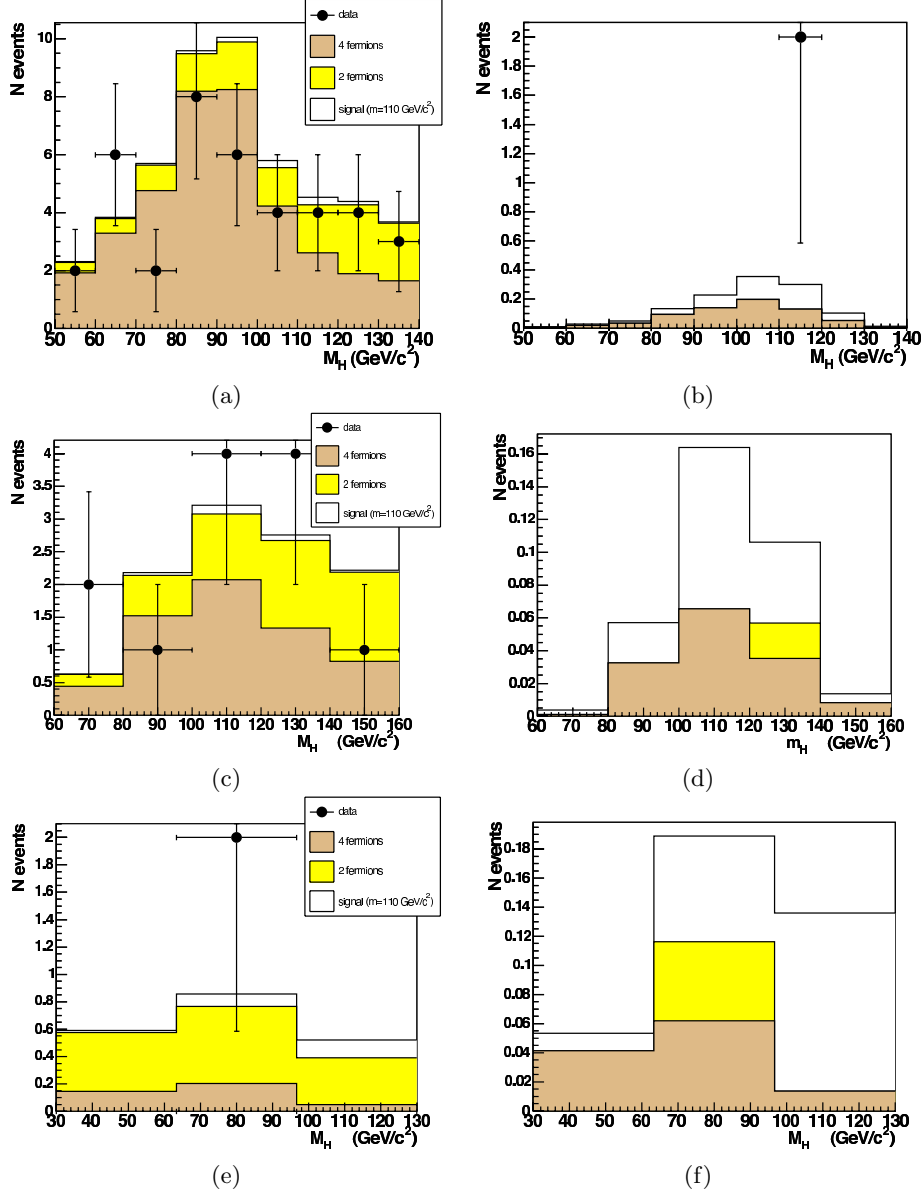 N events
10
8
6
4
2
0
50 60 70 80 90 100 110 120 130 140
M_H (GeV/c²)
data
4 fermions
2 fermions
signal (m=110 GeV/c²)
(a)
N events
2
1.8
1.6
1.4
1.2
1
0.8
0.6
0.4
0.2
0
50 60 70 80 90 100 110 120 130 140
M_H (GeV/c²)
(b)
N events
4
3.5
3
2.5
2
1.5
1
0.5
0
60 70 80 90 100 110 120 130 140 150 160
M_H (GeV/c²)
data
4 fermions
2 fermions
signal (m=110 GeV/c²)
(c)
N events
0.16
0.14
0.12
0.1
0.08
0.06
0.04
0.02
60 70 80 90 100 110 120 130 140 150 160
m_H (GeV/c²)
(d)
N events
2
1.8
1.6
1.4
1.2
1
0.8
0.6
0.4
0.2
0
30 40 50 60 70 80 90 100 110 120 130
M_H (GeV/c²)
data
4 fermions
2 fermions
signal (m=110 GeV/c²)
(e)
N events
0.18
0.16
0.14
0.12
0.1
0.08
0.06
0.04
0.02
0
30 40 50 60 70 80 90 100 110 120 130
M_H (GeV/c²)
(f)